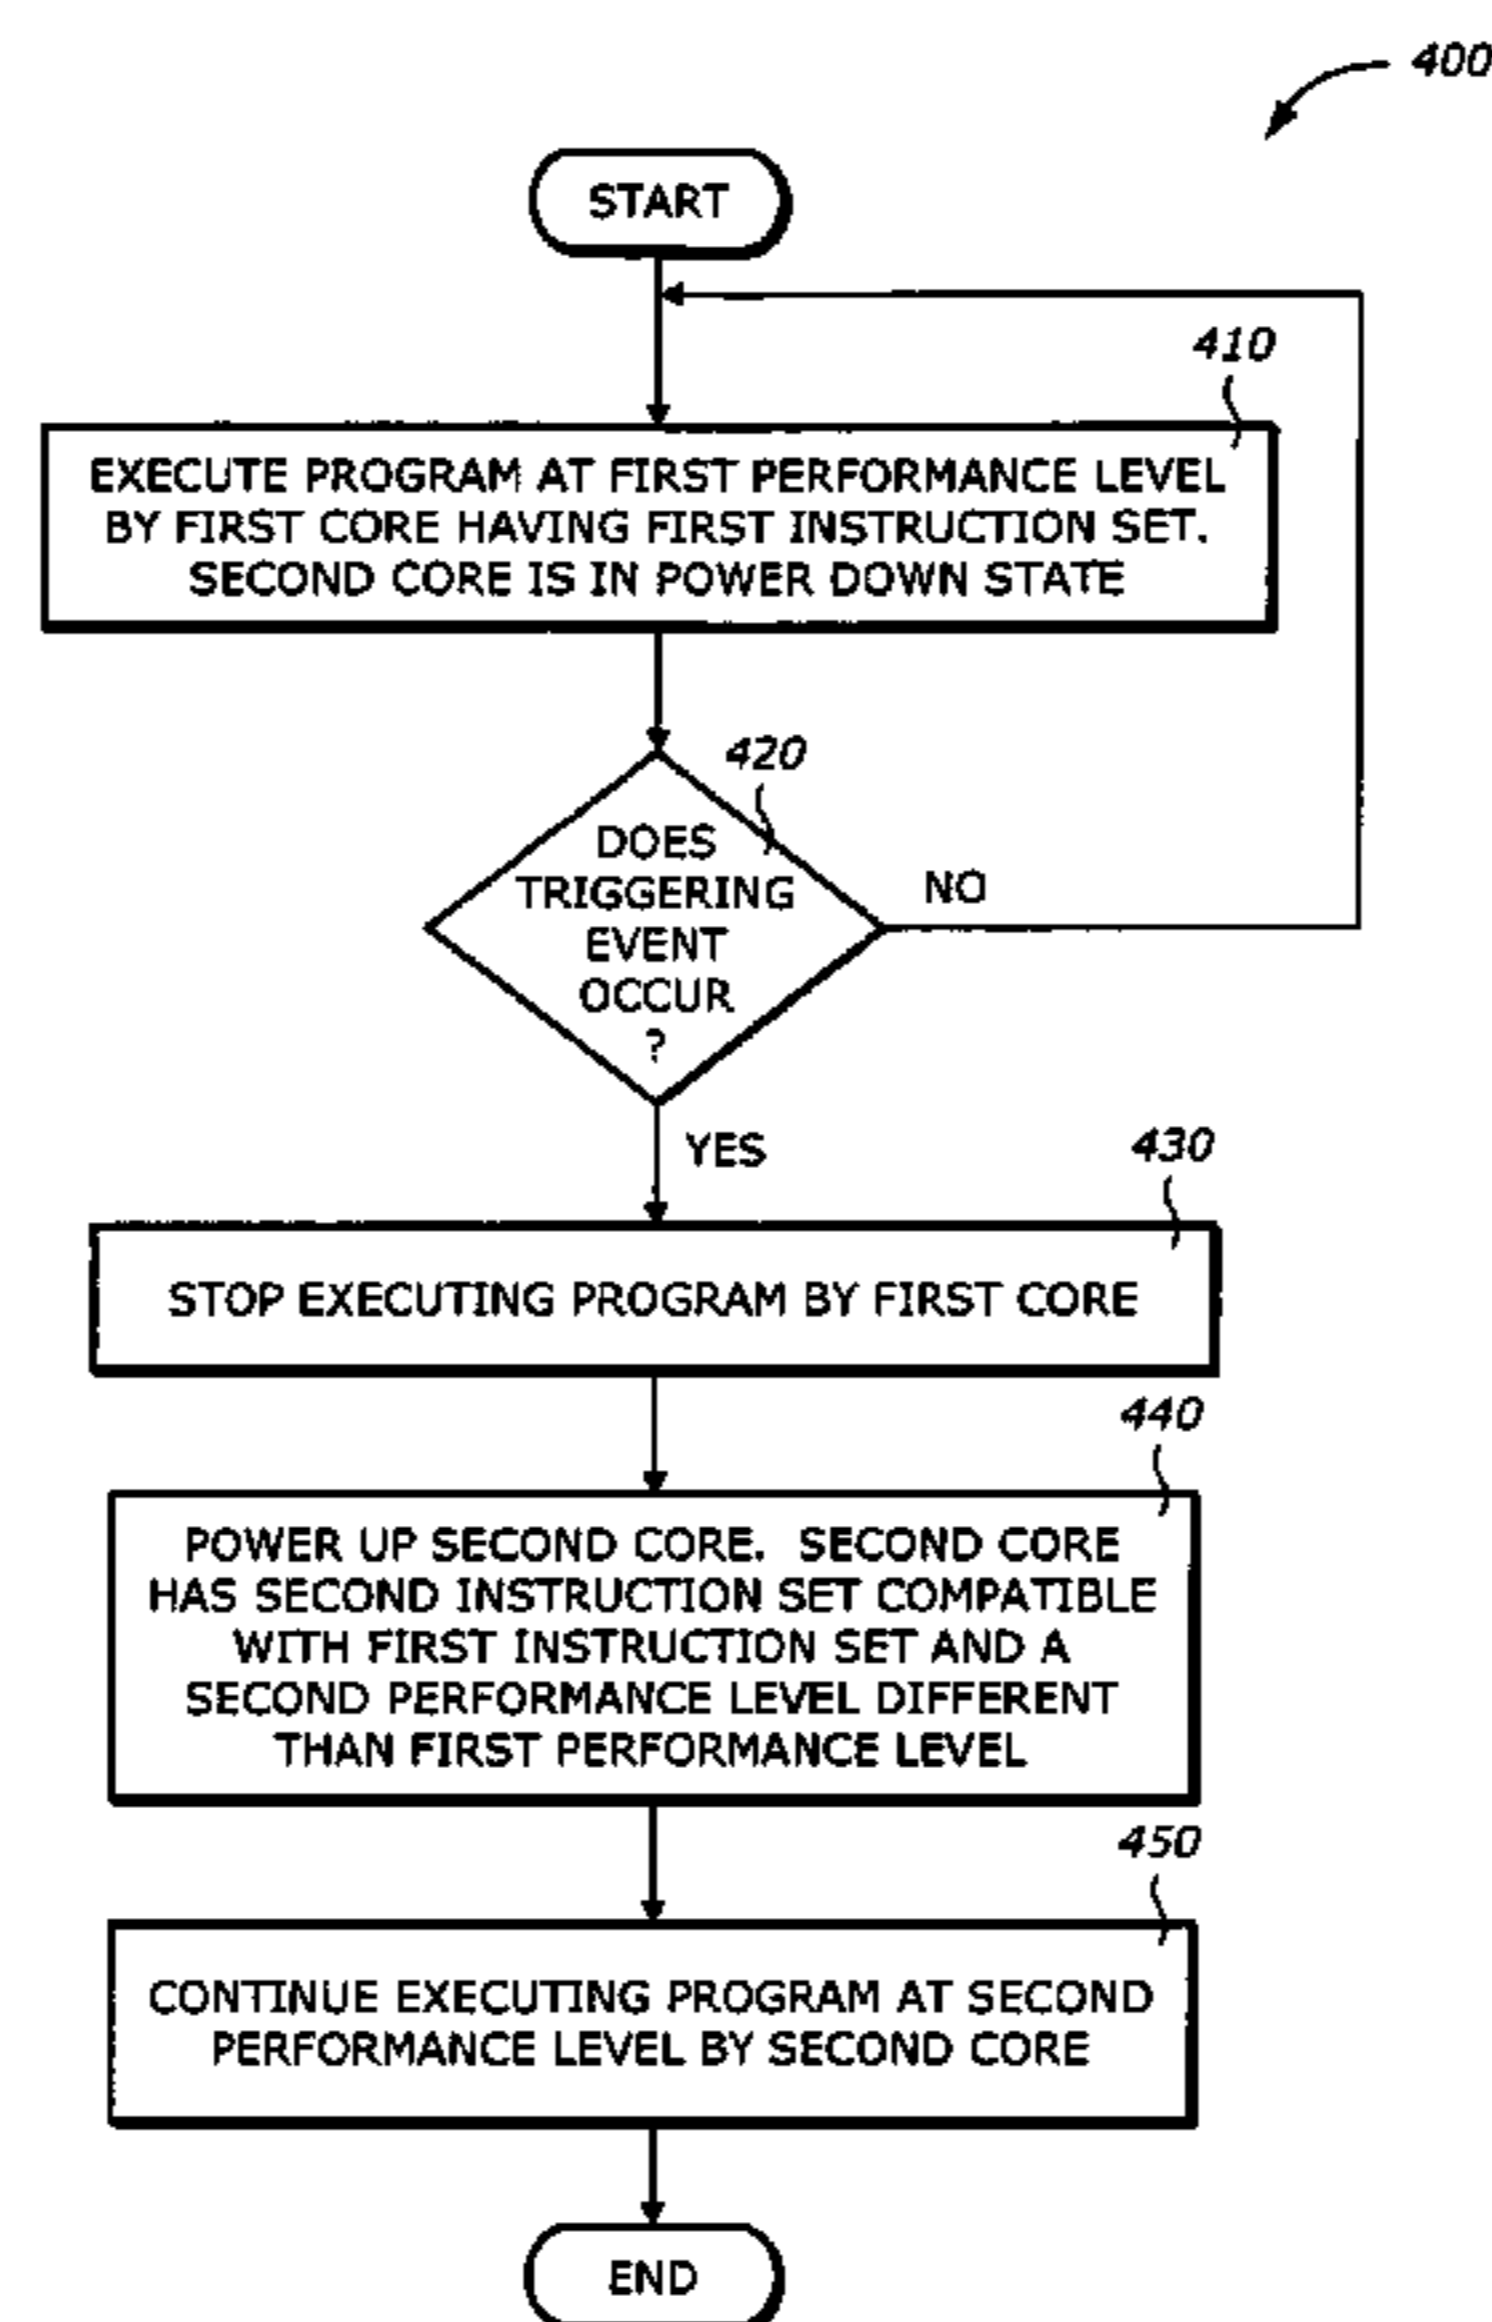 400
START
410
EXECUTE PROGRAM AT FIRST PERFORMANCE LEVEL
BY FIRST CORE HAVING FIRST INSTRUCTION SET.
SECOND CORE IS IN POWER DOWN STATE
420
DOES
TRIGGERING
EVENT
OCCUR
?
NO
YES
430
STOP EXECUTING PROGRAM BY FIRST CORE
440
POWER UP SECOND CORE. SECOND CORE
HAS SECOND INSTRUCTION SET COMPATIBLE
WITH FIRST INSTRUCTION SET AND A
SECOND PERFORMANCE LEVEL DIFFERENT
THAN FIRST PERFORMANCE LEVEL
450
CONTINUE EXECUTING PROGRAM AT SECOND
PERFORMANCE LEVEL BY SECOND CORE
END